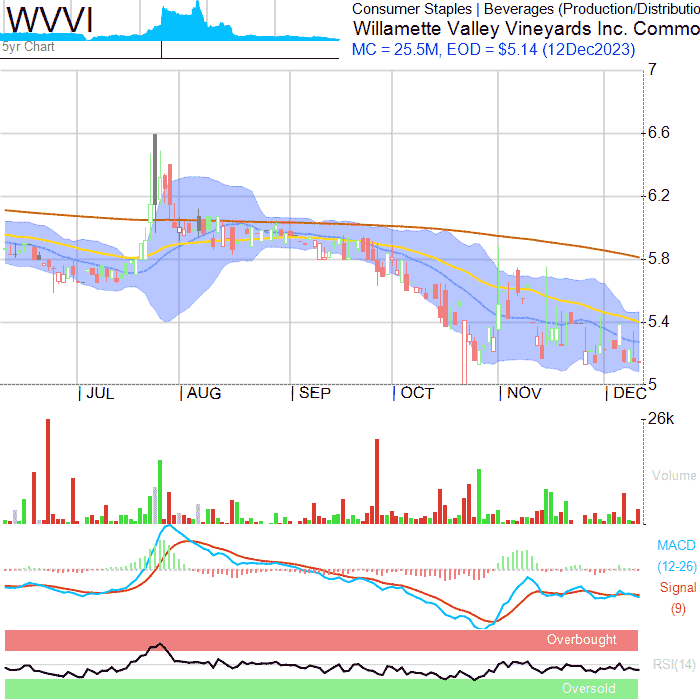 WVVI
5yr Chart
Consumer Staples | Beverages (Production/Distributio
Willamette Valley Vineyards Inc. Commo
MC = 25.5M, EOD = $5.14 (12Dec2023)
7
6.6
6.2
5.8
5.4
5
JUL AUG SEP OCT NOV DEC
26k
Volume
MACD
(12-26)
Signal
(9)
Overbought
RSI(14)
Oversold